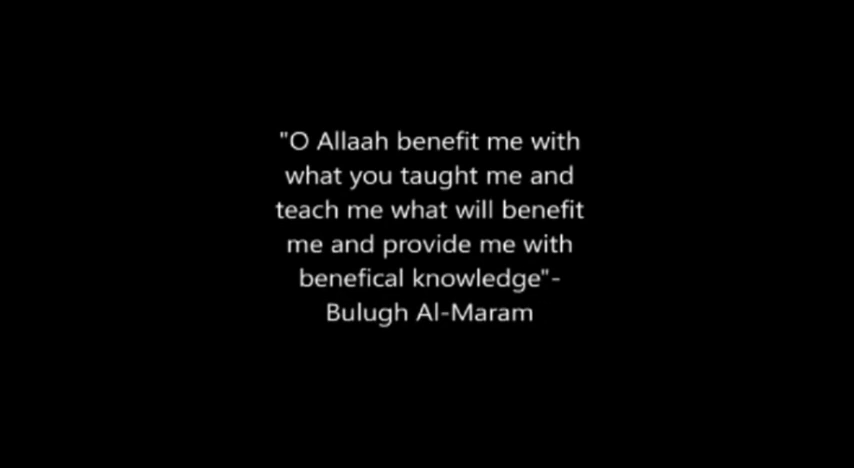 "O Allaah benefit me with
what you taught me and
teach me what will benefit
me and provide me with
benefical knowledge"-
Bulugh Al-Maram